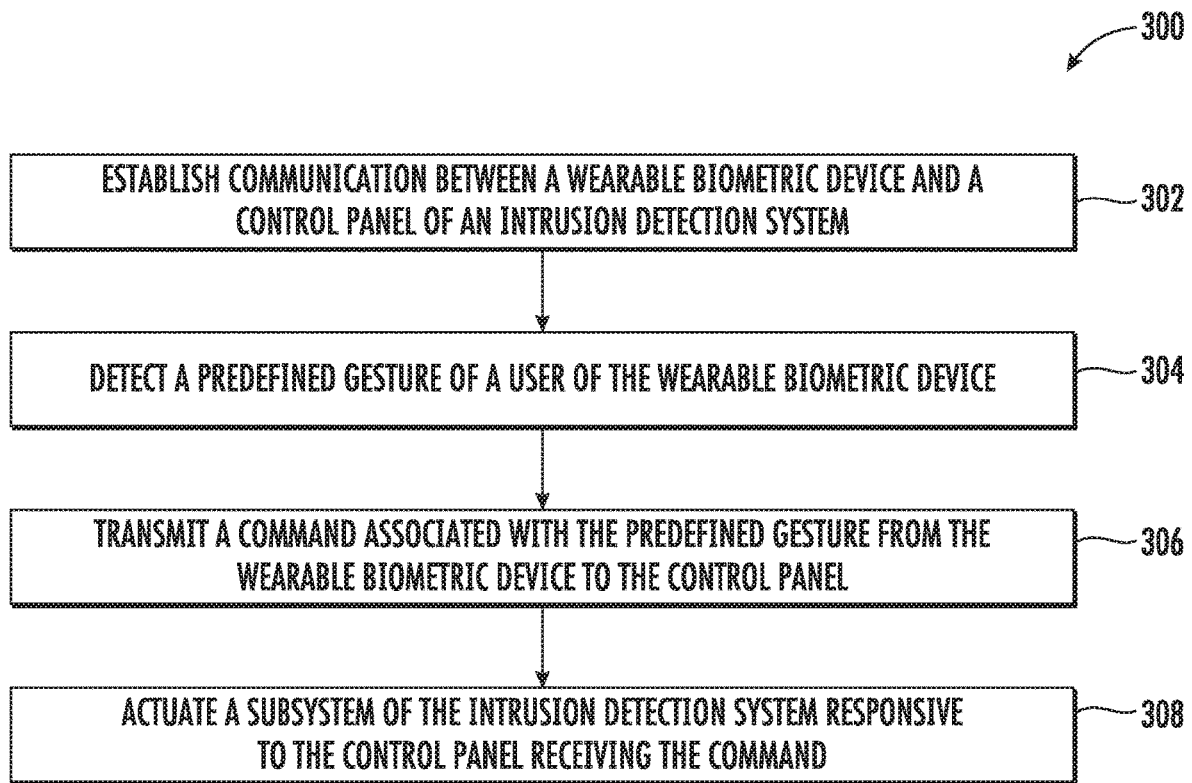 300
ESTABLISH COMMUNICATION BETWEEN A WEARABLE BIOMETRIC DEVICE AND A
CONTROL PANEL OF AN INTRUSION DETECTION SYSTEM
302
DETECT A PREDEFINED GESTURE OF A USER OF THE WEARABLE BIOMETRIC DEVICE
304
TRANSMIT A COMMAND ASSOCIATED WITH THE PREDEFINED GESTURE FROM THE
WEARABLE BIOMETRIC DEVICE TO THE CONTROL PANEL
306
ACTUATE A SUBSYSTEM OF THE INTRUSION DETECTION SYSTEM RESPONSIVE
TO THE CONTROL PANEL RECEIVING THE COMMAND
308